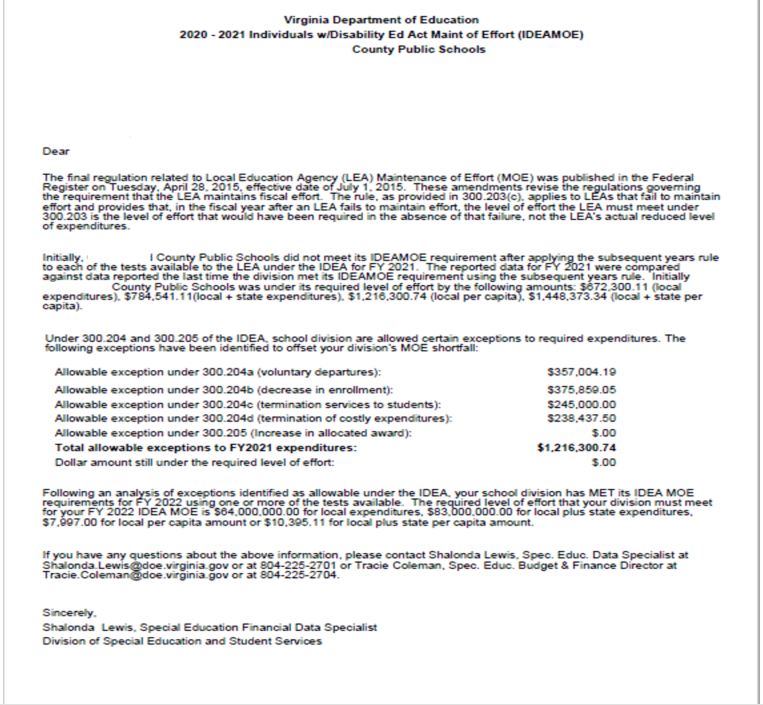 Virginia Department of Education
2020 - 2021 Individuals w/Disability Ed Act Maint of Effort (IDEAMOE)
County Public Schools
Dear
The final regulation related to Local Education Agency (LEA) Maintenance of Effort (MOE) was published in the Federal
Register on Tuesday, April 28, 2015, effective date of July 1, 2015. These amendments revise the regulations governing
the requirement that the LEA maintains fiscal effort. The rule, as provided in 300.203(c), applies to LEAs that fail to maintain
effort and provides that, in the fiscal year after an LEA fails to maintain effort, the level of effort the LEA must meet under
300.203 is the level of effort that would have been required in the absence of that failure, not the LEA's actual reduced level
of expenditures.
Initially, County Public Schools did not meet its IDEAMOE requirement after applying the subsequent years rule
to each of the tests available to the LEA under the IDEA for FY 2021. The reported data for FY 2021 were compared
against data reported the last time the division met its IDEAMOE requirement using the subsequent years rule. Initially
County Public Schools was under its required level of effort by the following amounts: $672,300.11 (local
expenditures), $784,541.11(local + state expenditures), $1,216,300.74 (local per capita), $1,448,373.34 (local + state per
capita).
Under 300.204 and 300.205 of the IDEA, school division are allowed certain exceptions to required expenditures. The
following exceptions have been identified to offset your division's MOE shortfall:
Allowable exception under 300.204a (voluntary departures): $357,004.19
Allowable exception under 300.204b (decrease in enrollment): $375,859.05
Allowable exception under 300.204c (termination services to students): $245,000.00
Allowable exception under 300.204d (termination of costly expenditures): $238,437.50
Allowable exception under 300.205 (Increase in allocated award): $.00
Total allowable exceptions to FY2021 expenditures: $1,216,300.74
Dollar amount still under the required level of effort: $.00
Following an analysis of exceptions identified as allowable under the IDEA, your school division has MET its IDEA MOE
requirements for FY 2022 using one or more of the tests available. The required level of effort that your division must meet
for your FY 2022 IDEA MOE is $64,000,000.00 for local expenditures, $83,000,000.00 for local plus state expenditures,
$7,997.00 for local per capita amount or $10,395.11 for local plus state per capita amount.
If you have any questions about the above information, please contact Shalonda Lewis, Spec. Educ. Data Specialist at
Shalonda.Lewis@doe.virginia.gov or at 804-225-2701 or Tracie Coleman, Spec. Educ. Budget & Finance Director at
Tracie.Coleman@doe.virginia.gov or at 804-225-2704.
Sincerely,
Shalonda Lewis, Special Education Financial Data Specialist
Division of Special Education and Student Services